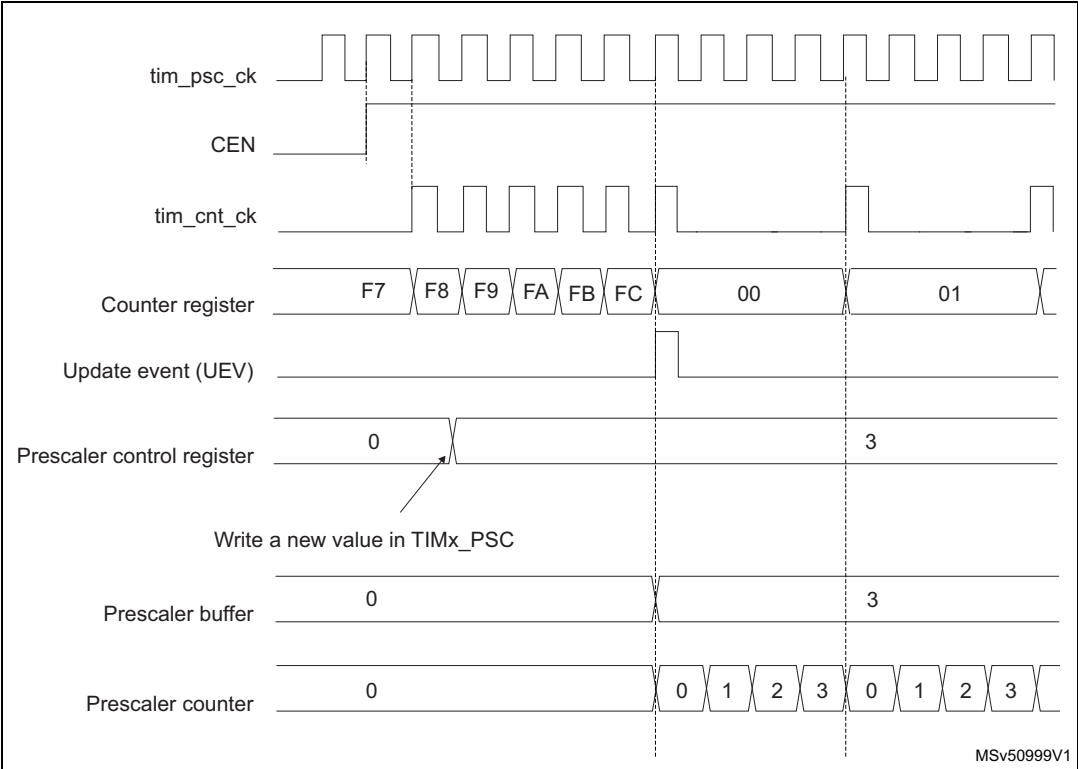 tim_psc_ck
CEN
tim_cnt_ck
Counter register F7 F8 F9 FA FB FC 00 01
Update event (UEV)
Prescaler control register 0 3
Write a new value in TIMx_PSC
Prescaler buffer 0 3
Prescaler counter 0 0 1 2 3 0 1 2 3
MSv50999V1